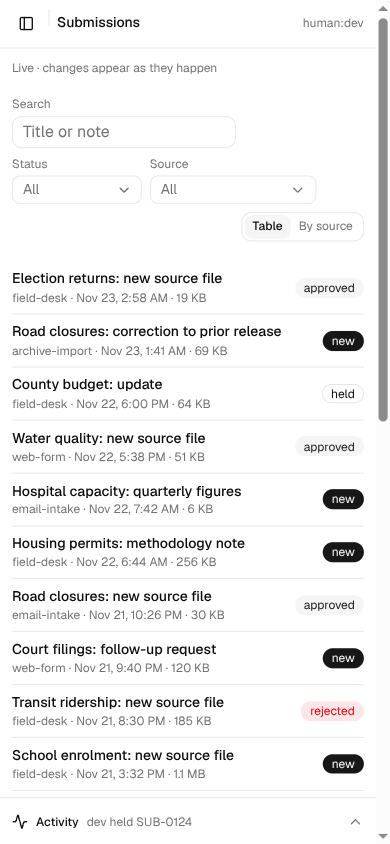 Submissions
human:dev
Live · changes appear as they happen
Search
Title or note
Status
Source
All
All
Table
By source
Election returns: new source file
field-desk · Nov 23, 2:58 AM · 19 KB
approved
Road closures: correction to prior release
archive-import · Nov 23, 1:41 AM · 69 KB
new
County budget: update
field-desk · Nov 22, 6:00 PM · 64 KB
held
Water quality: new source file
web-form · Nov 22, 5:38 PM · 51 KB
approved
Hospital capacity: quarterly figures
email-intake · Nov 22, 7:42 AM · 6 KB
new
Housing permits: methodology note
field-desk · Nov 22, 6:44 AM · 256 KB
new
Road closures: new source file
email-intake · Nov 21, 10:26 PM · 30 KB
approved
Court filings: follow-up request
web-form · Nov 21, 9:40 PM · 120 KB
new
Transit ridership: new source file
field-desk · Nov 21, 8:30 PM · 185 KB
rejected
School enrolment: new source file
field-desk · Nov 21, 3:32 PM · 1.1 MB
new
Activity
dev held SUB-0124